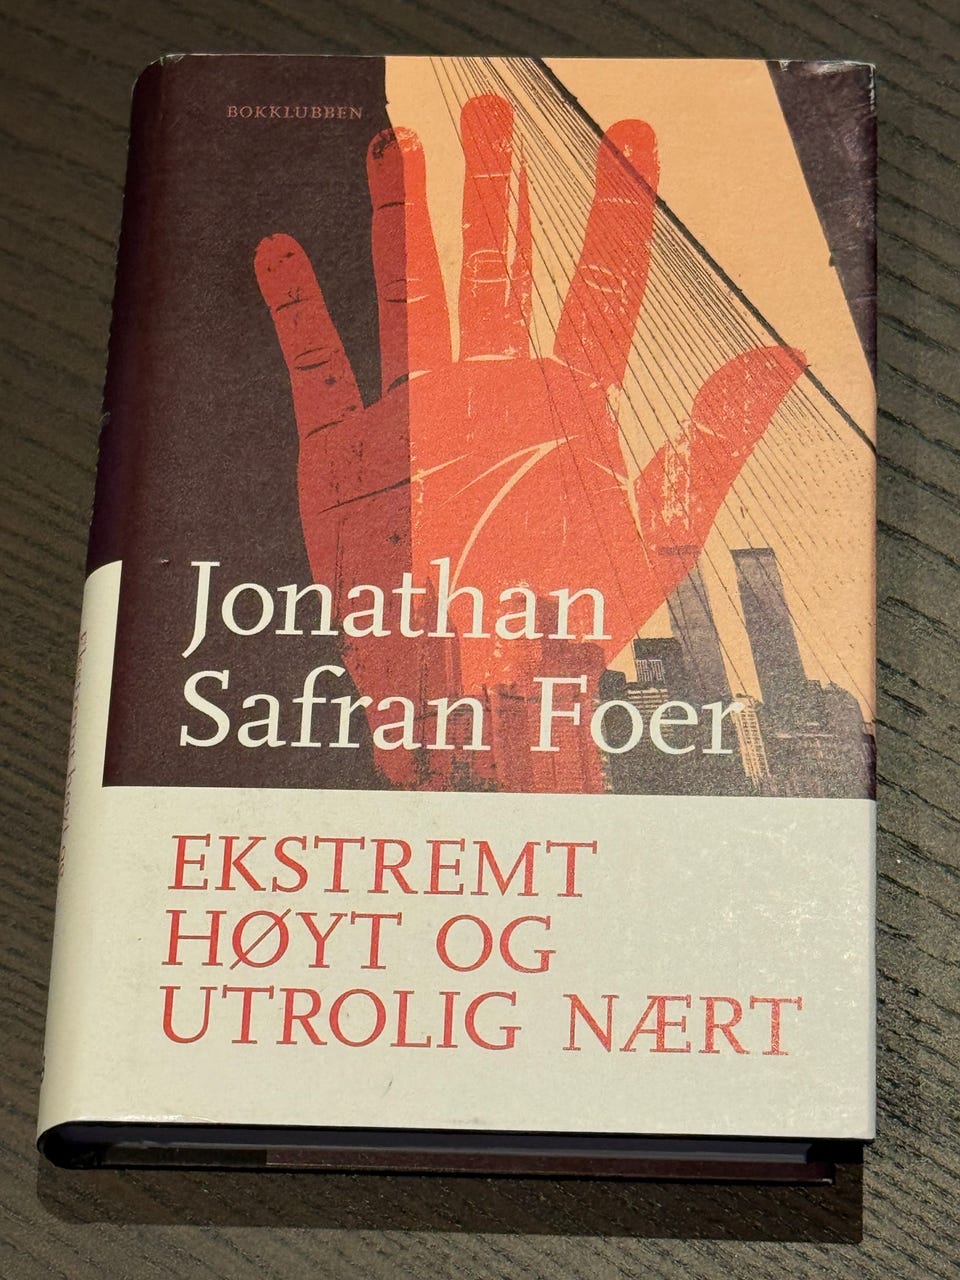 BOKKLUBBEN
Jonathan
Safran Foer
EKSTREMT
HØYT OG
UTROLIG NÆRT